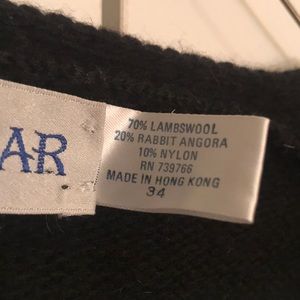 AR
70% LAMBSWOOL
20% RABBIT ANGORA
10% NYLON
RN 739766
MADE IN HONG KONG
34